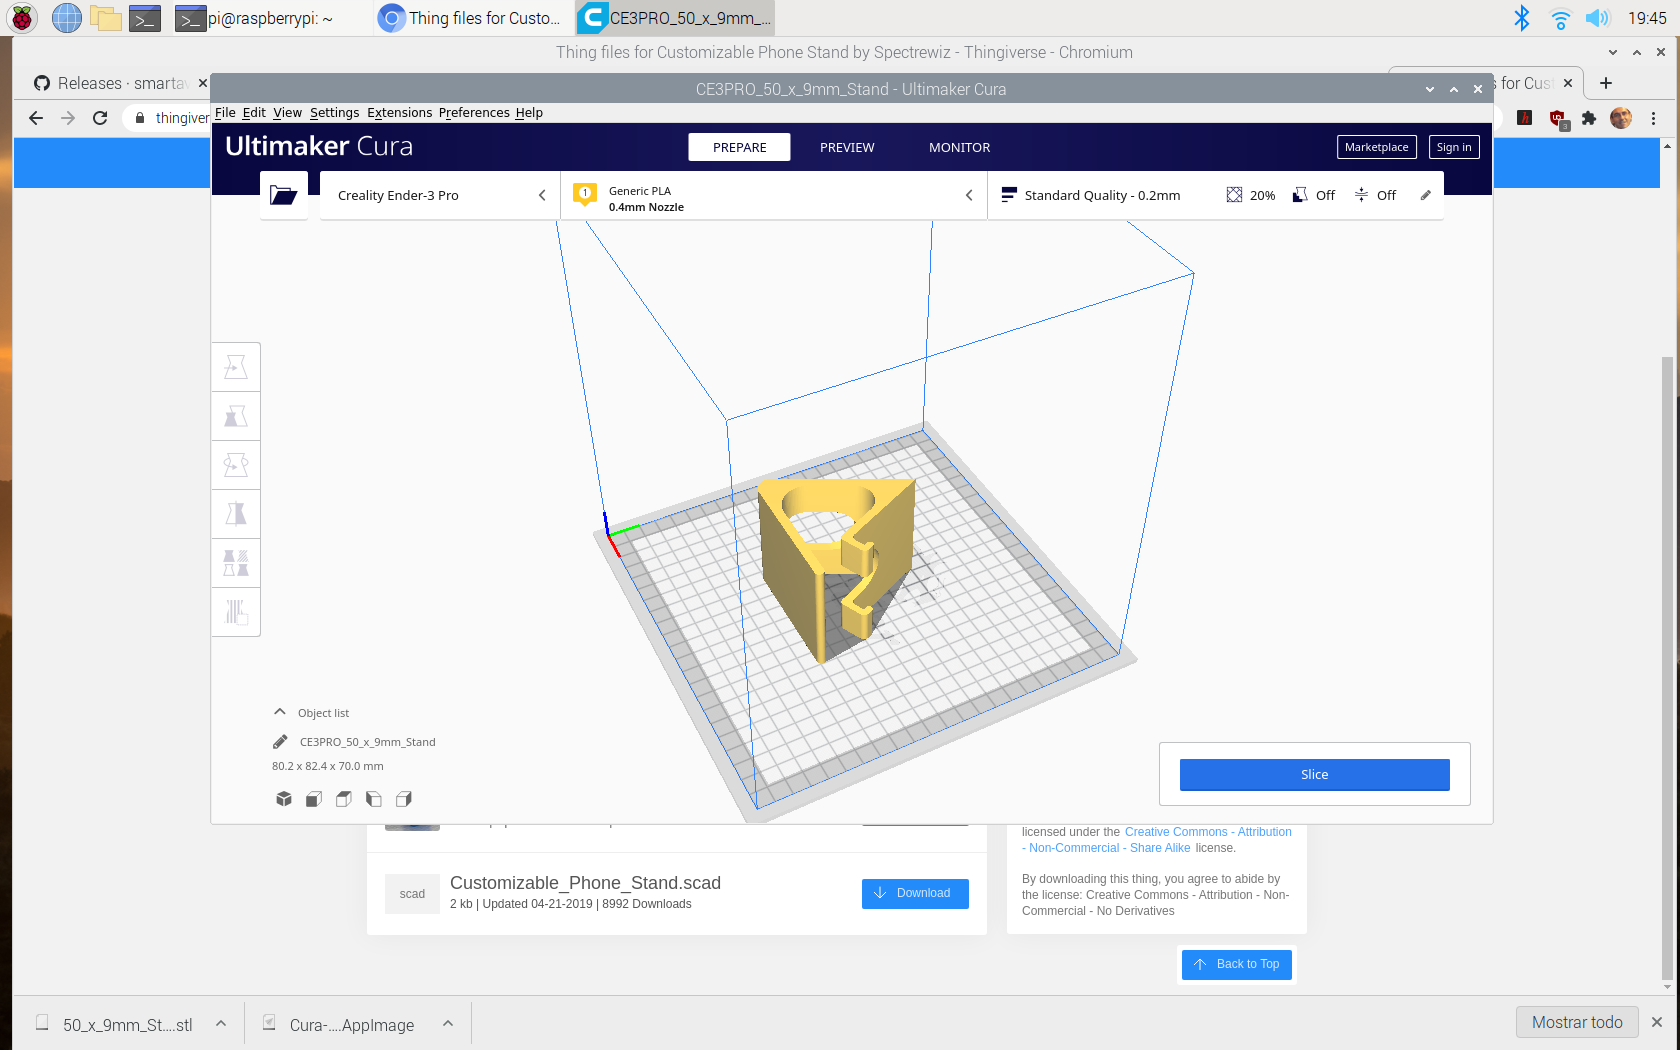 pi@raspberrypi: ~
Thing files for Custo...
CE3PRO_50_x_9mm_...
19:45
Thing files for Customizable Phone Stand by Spectrewiz - Thingiverse - Chromium
Releases · smartav
s for Cust
thingiver
3
CE3PRO_50_x_9mm_Stand - Ultimaker Cura
File Edit View Settings Extensions Preferences Help
Ultimaker Cura
PREPARE
PREVIEW
MONITOR
Marketplace
Sign in
Creality Ender-3 Pro
1
Generic PLA
0.4mm Nozzle
Standard Quality - 0.2mm
20%
Off
Off
Object list
CE3PRO_50_x_9mm_Stand
80.2 x 82.4 x 70.0 mm
Slice
scad
Customizable_Phone_Stand.scad
2 kb | Updated 04-21-2019 | 8992 Downloads
Download
licensed under the Creative Commons - Attribution
- Non-Commercial - Share Alike license.
By downloading this thing, you agree to abide by
the license: Creative Commons - Attribution - Non-
Commercial - No Derivatives
Back to Top
50_x_9mm_St....stl
Cura-....AppImage
Mostrar todo